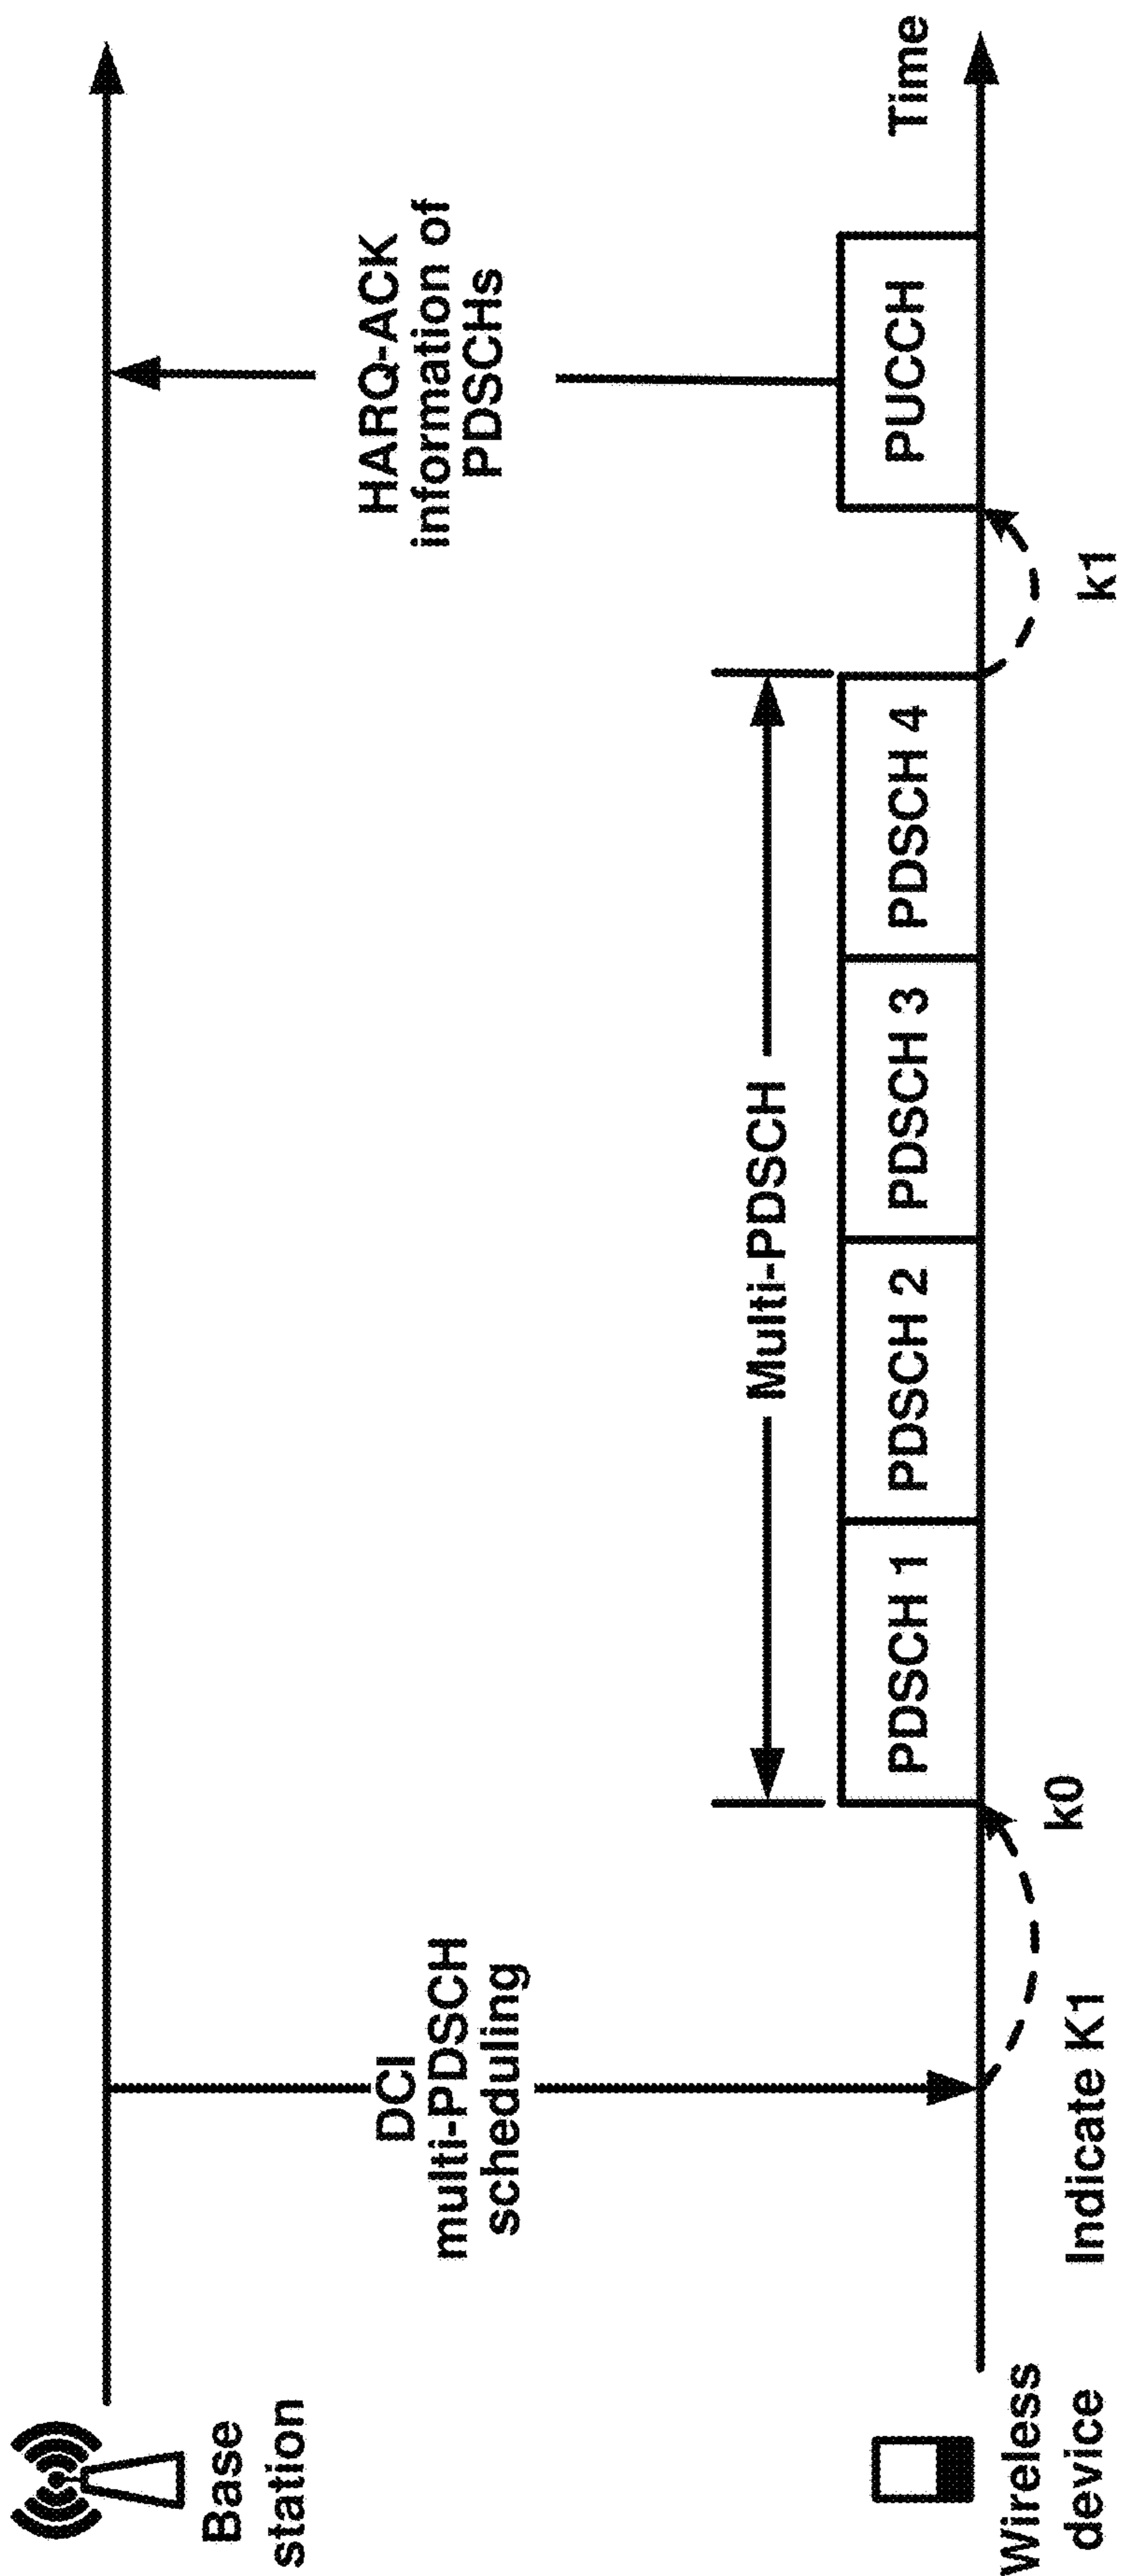 Base
station
DCI
multi-PDSCH
scheduling
HARQ-ACK
information of
PDSCHs
Multi-PDSCH
PDSCH 1
PDSCH 2
PDSCH 3
PDSCH 4
PUCCH
Time
Wireless
device
Indicate K1
k0
k1